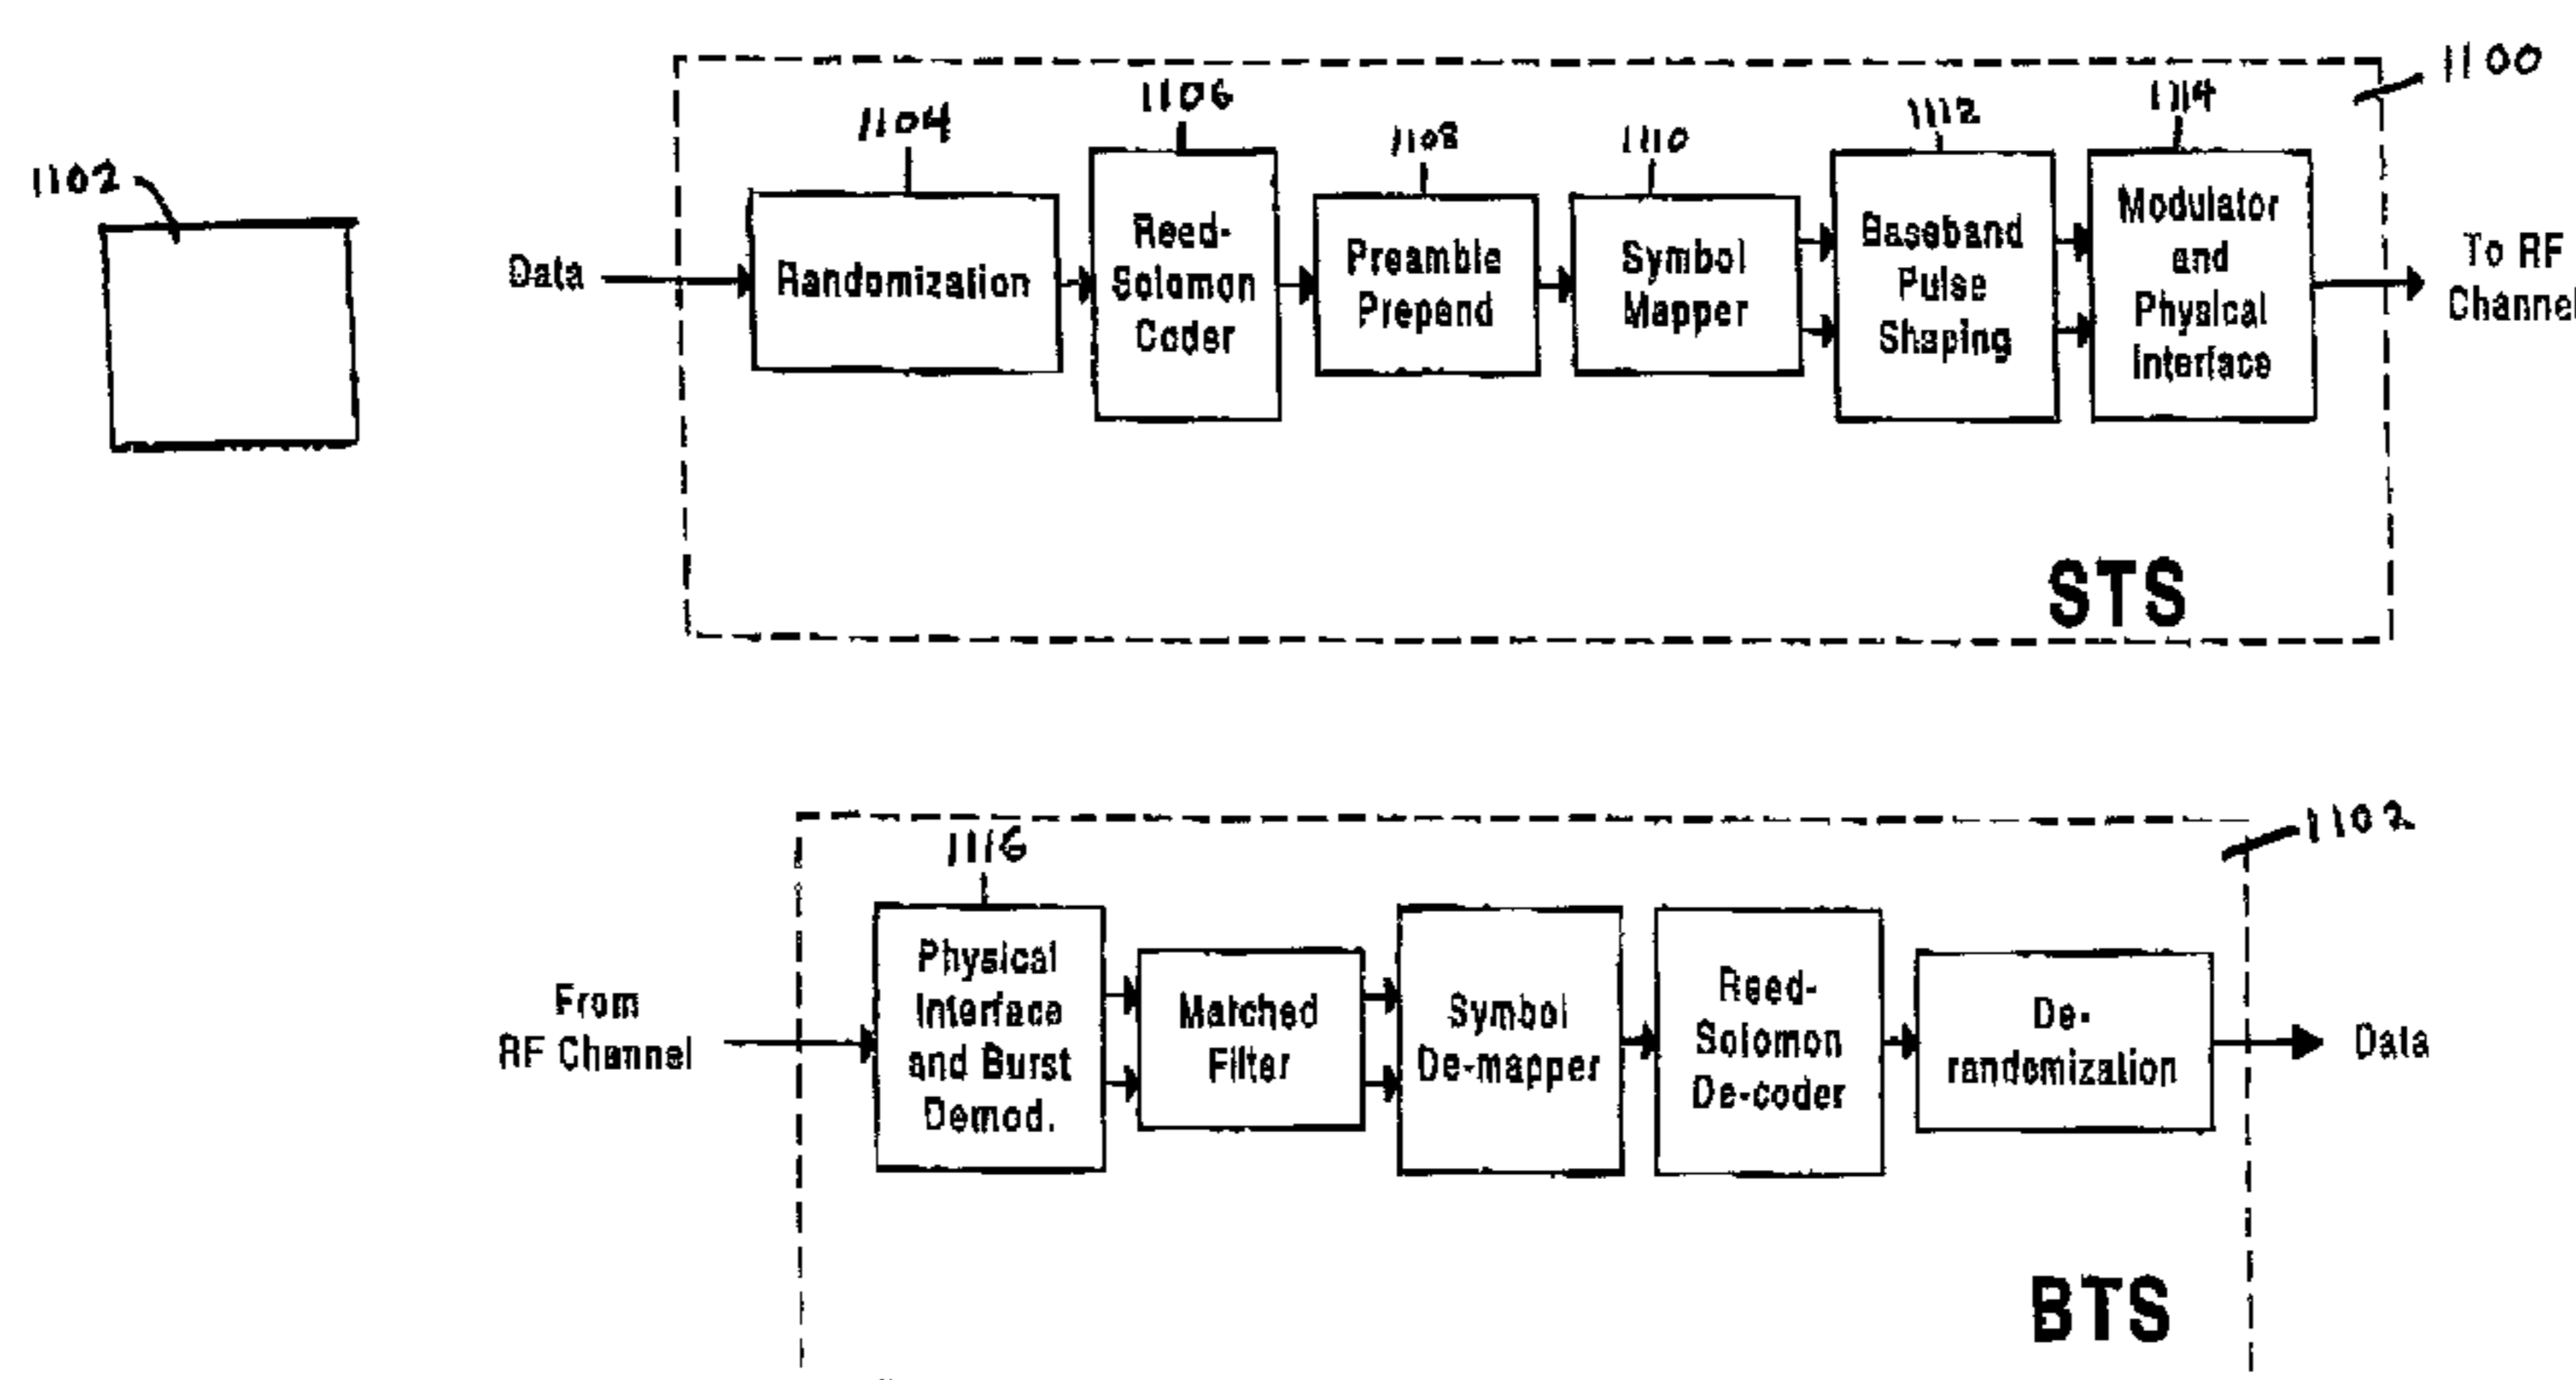 1100
1102
1104
1106
1108
1110
1112
1114
Data
Randomization
Reed-
Solomon
Coder
Preamble
Prepend
Symbol
Mapper
Baseband
Pulse
Shaping
Modulator
and
Physical
Interface
To RF
Channel
STS
1102
1116
From
RF Channel
Physical
Interface
and Burst
Demod.
Matched
Filter
Symbol
De-mapper
Reed-
Solomon
De-coder
De-
randomization
Data
BTS